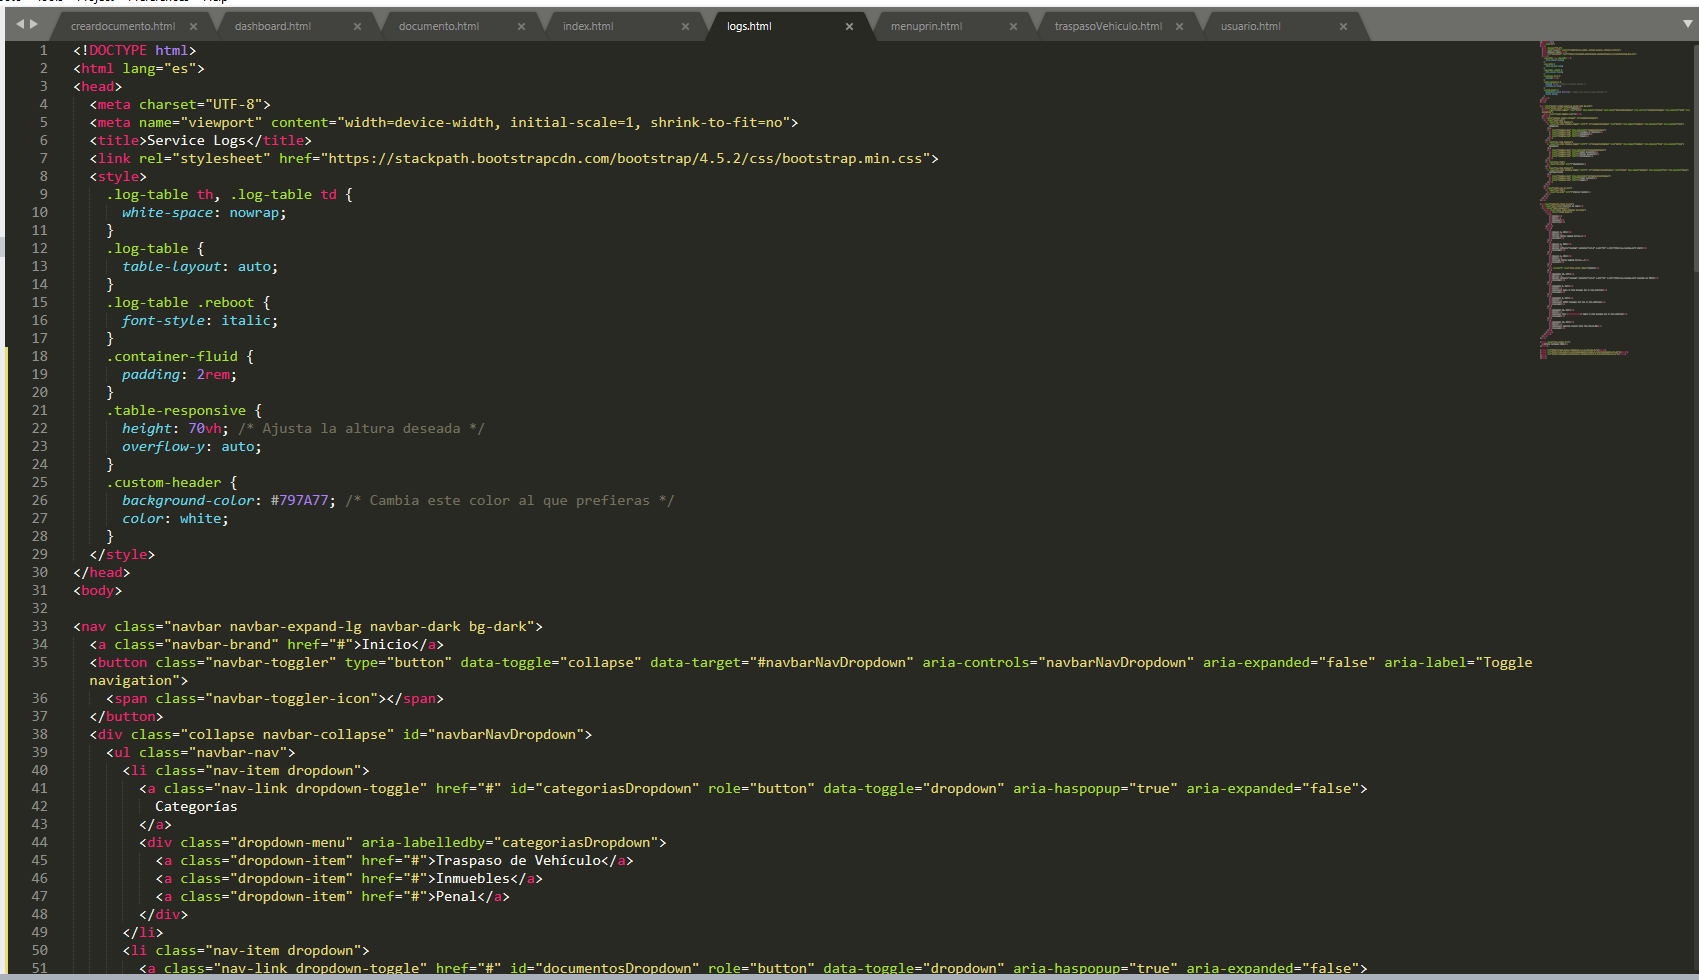 creardocumento.html × dashboard.html × documento.html × index.html × logs.html × menuprin.html × traspasoVehiculo.html × usuario.html ×
1 <!DOCTYPE html>
2 <html lang="es">
3 <head>
4 <meta charset="UTF-8">
5 <meta name="viewport" content="width=device-width, initial-scale=1, shrink-to-fit=no">
6 <title>Service Logs</title>
7 <link rel="stylesheet" href="https://stackpath.bootstrapcdn.com/bootstrap/4.5.2/css/bootstrap.min.css">
8 <style>
9 .log-table th, .log-table td {
10 white-space: nowrap;
11 }
12 .log-table {
13 table-layout: auto;
14 }
15 .log-table .reboot {
16 font-style: italic;
17 }
18 .container-fluid {
19 padding: 2rem;
20 }
21 .table-responsive {
22 height: 70vh; /* Ajusta la altura deseada */
23 overflow-y: auto;
24 }
25 .custom-header {
26 background-color: #797A77; /* Cambia este color al que prefieras */
27 color: white;
28 }
29 </style>
30 </head>
31 <body>
32
33 <nav class="navbar navbar-expand-lg navbar-dark bg-dark">
34 <a class="navbar-brand" href="#">Inicio</a>
35 <button class="navbar-toggler" type="button" data-toggle="collapse" data-target="#navbarNavDropdown" aria-controls="navbarNavDropdown" aria-expanded="false" aria-label="Toggle
navigation">
36 <span class="navbar-toggler-icon"></span>
37 </button>
38 <div class="collapse navbar-collapse" id="navbarNavDropdown">
39 <ul class="navbar-nav">
40 <li class="nav-item dropdown">
41 <a class="nav-link dropdown-toggle" href="#" id="categoriasDropdown" role="button" data-toggle="dropdown" aria-haspopup="true" aria-expanded="false">
42 Categorías
43 </a>
44 <div class="dropdown-menu" aria-labelledby="categoriasDropdown">
45 <a class="dropdown-item" href="#">Traspaso de Vehículo</a>
46 <a class="dropdown-item" href="#">Inmuebles</a>
47 <a class="dropdown-item" href="#">Penal</a>
48 </div>
49 </li>
50 <li class="nav-item dropdown">
51 <a class="nav-link dropdown-toggle" href="#" id="documentosDropdown" role="button" data-toggle="dropdown" aria-haspopup="true" aria-expanded="false">